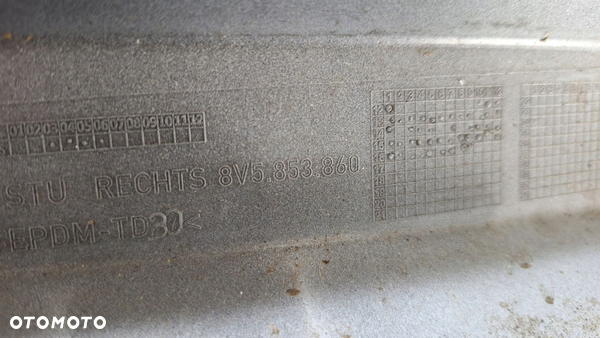 01 02 03 04 05 06 07 08 09 10 11 12
STU RECHTS 8V5.853.860
EPDM-TD30<
OTOMOTO